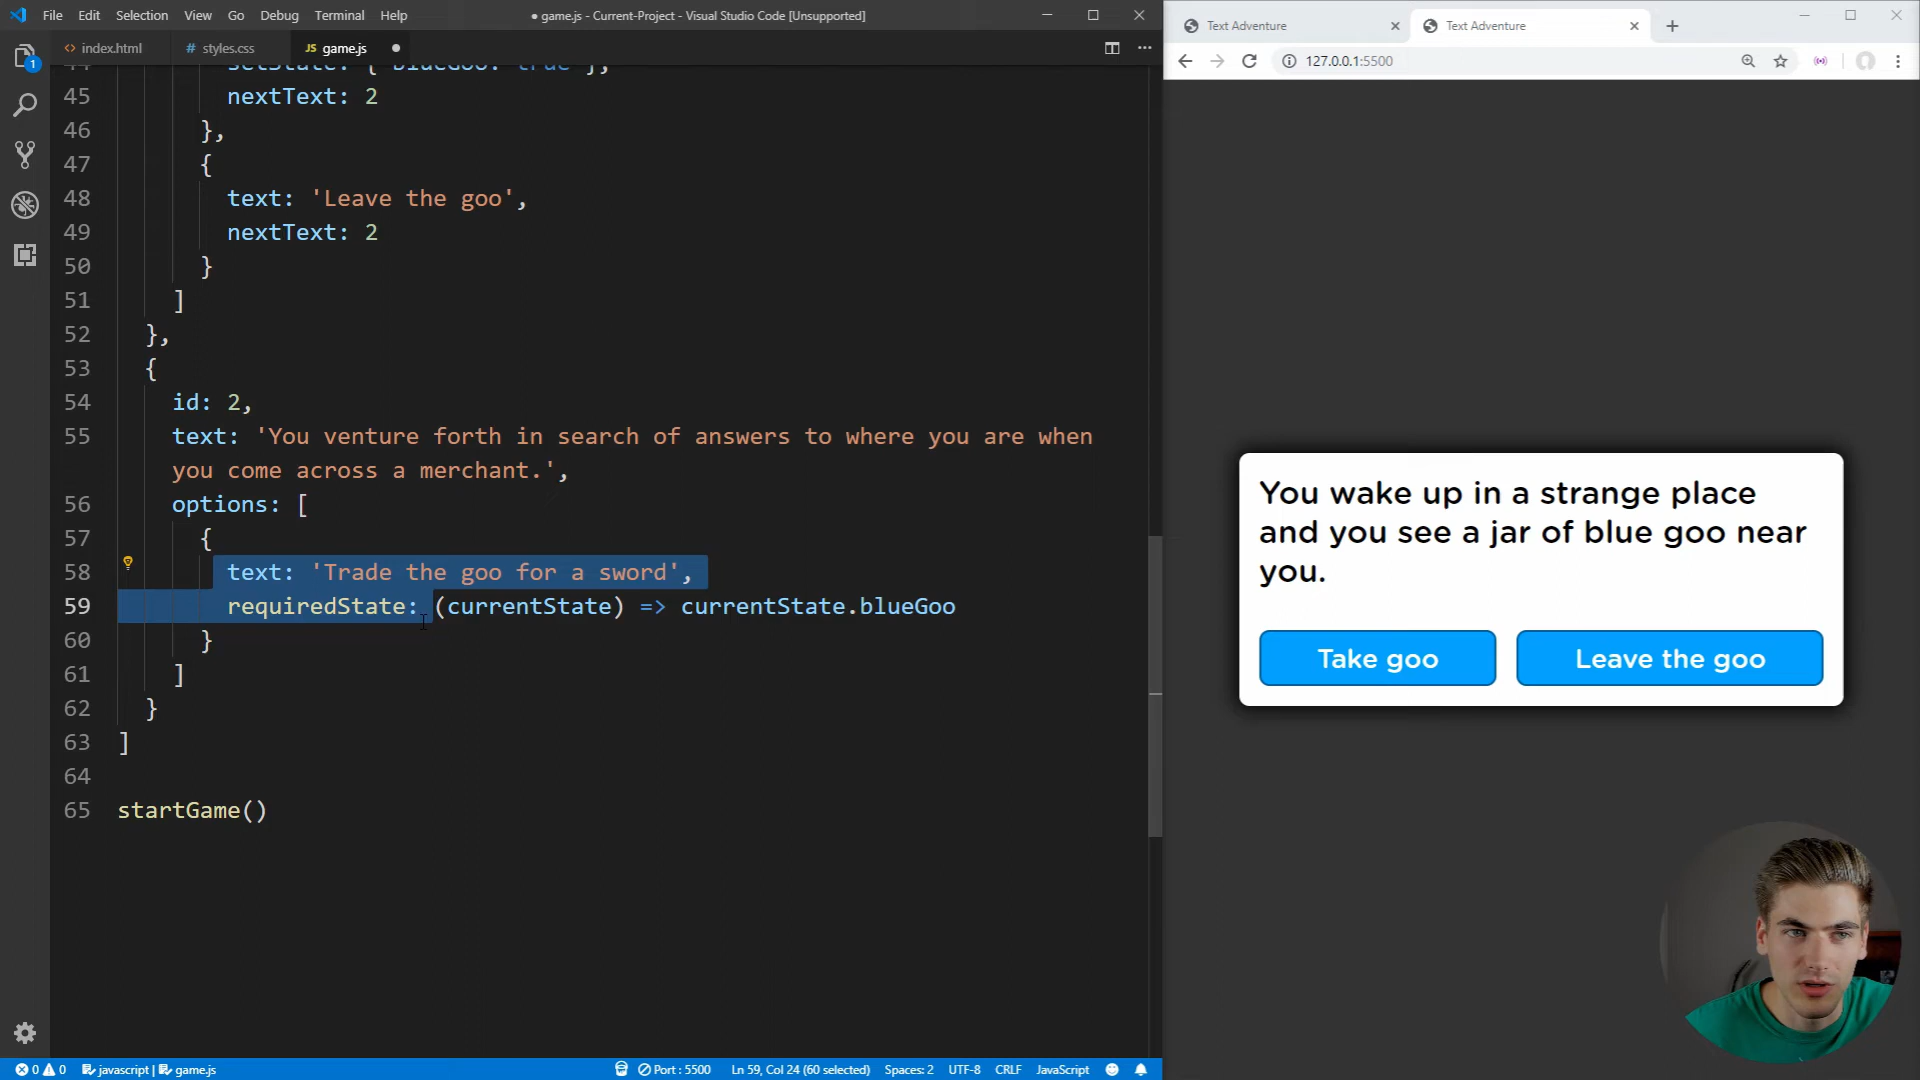 File Edit Selection View Go Debug Terminal Help
● game.js - Current-Project - Visual Studio Code [Unsupported]
<> index.html
# styles.css
JS game.js
1
44 setState: { blueGoo: true },
45 nextText: 2
46 },
47 {
48 text: 'Leave the goo',
49 nextText: 2
50 }
51 ]
52 },
53 {
54 id: 2,
55 text: 'You venture forth in search of answers to where you are when
you come across a merchant.',
56 options: [
57 {
58 text: 'Trade the goo for a sword',
59 requiredState: (currentState) => currentState.blueGoo
60 }
61 ]
62 }
63 ]
64
65 startGame()
0 0 javascript | game.js
Port : 5500 Ln 59, Col 24 (60 selected) Spaces: 2 UTF-8 CRLF JavaScript
Text Adventure
Text Adventure
127.0.0.1:5500
You wake up in a strange place
and you see a jar of blue goo near
you.
Take goo
Leave the goo